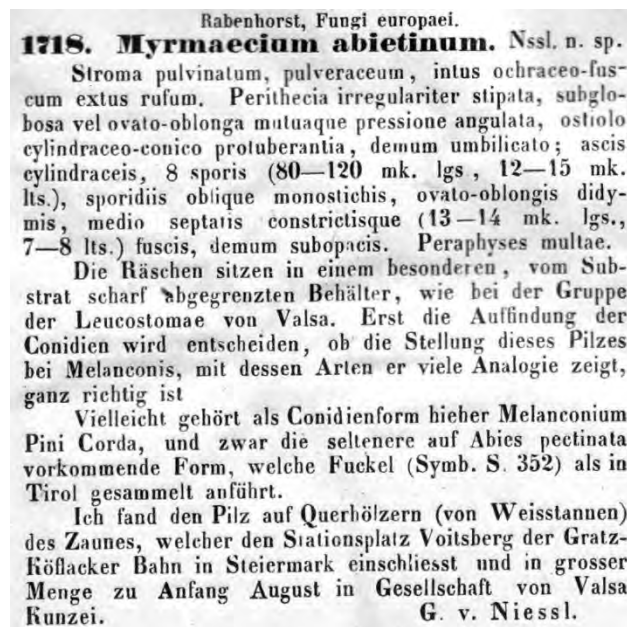 Rabenhorst, Fungi europaei.
1718. Myrmaecium abietinum. Nssl. n. sp.
Stroma pulvinatum, pulveraceum, intus ochraceo-fus-
cum extus rufum. Perithecia irregulariter stipata, subglo-
bosa vel ovato-oblonga mutuaque pressione angulata, ostiolo
cylindraceo-conico protuberantia, demum umbilicato; ascis
cylindraceis, 8 sporis (80—120 mk. lgs, 12—15 mk.
lts.), sporidiis oblique monostichis, ovato-oblongis didy-
mis, medio septatis constrictisque (13—14 mk. lgs.,
7—8 lts.) fuscis, demum subopacis. Peraphyses multae.
Die Räschen sitzen in einem besonderen, vom Sub-
strat scharf abgegrenzten Behälter, wie bei der Gruppe
der Leucostomae von Valsa. Erst die Auffindung der
Conidien wird entscheiden, ob die Stellung dieses Pilzes
bei Melanconis, mit dessen Arten er viele Analogie zeigt,
ganz richtig ist
Vielleicht gehört als Conidienform hieher Melanconium
Pini Corda, und zwar die seltenere auf Abies pectinata
vorkommende Form, welche Fuckel (Symb. S. 352) als in
Tirol gesammelt anführt.
Ich fand den Pilz auf Querhölzern (von Weisstannen)
des Zaunes, welcher den Stationsplatz Voitsberg der Gratz-
Köflacker Bahn in Steiermark einschliesst und in grosser
Menge zu Anfang August in Gesellschaft von Valsa
Kunzei. G. v. Niessl.